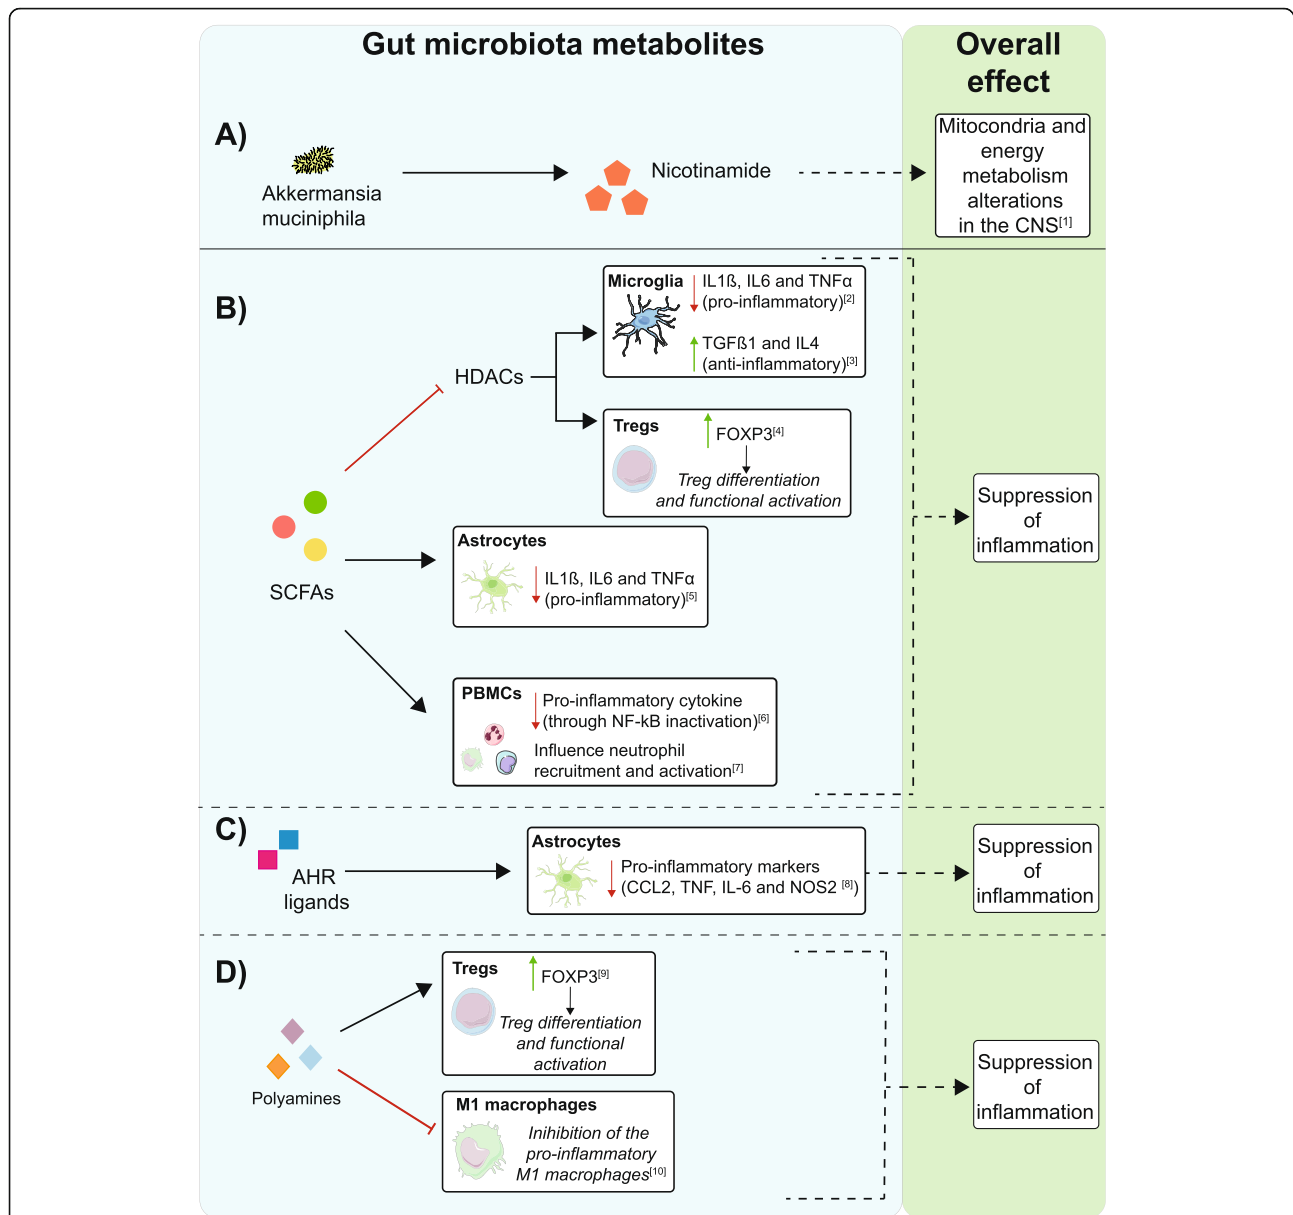 Gut microbiota metabolites
Overall
effect
A)
Akkermansia
muciniphila
Nicotinamide
Mitocondria and
energy
metabolism
alterations
in the CNS[1]
B)
SCFAs
HDACs
Microglia
IL1ß, IL6 and TNFα
(pro-inflammatory)[2]
TGFß1 and IL4
(anti-inflammatory)[3]
Tregs
FOXP3[4]
Treg differentiation
and functional activation
Astrocytes
IL1ß, IL6 and TNFα
(pro-inflammatory)[5]
PBMCs
Pro-inflammatory cytokine
(through NF-kB inactivation)[6]
Influence neutrophil
recruitment and activation[7]
Suppression
of
inflammation
C)
AHR
ligands
Astrocytes
Pro-inflammatory markers
(CCL2, TNF, IL-6 and NOS2 [8])
Suppression
of
inflammation
D)
Polyamines
Tregs
FOXP3[9]
Treg differentiation
and functional
activation
M1 macrophages
Inihibition of the
pro-inflammatory
M1 macrophages[10]
Suppression
of
inflammation